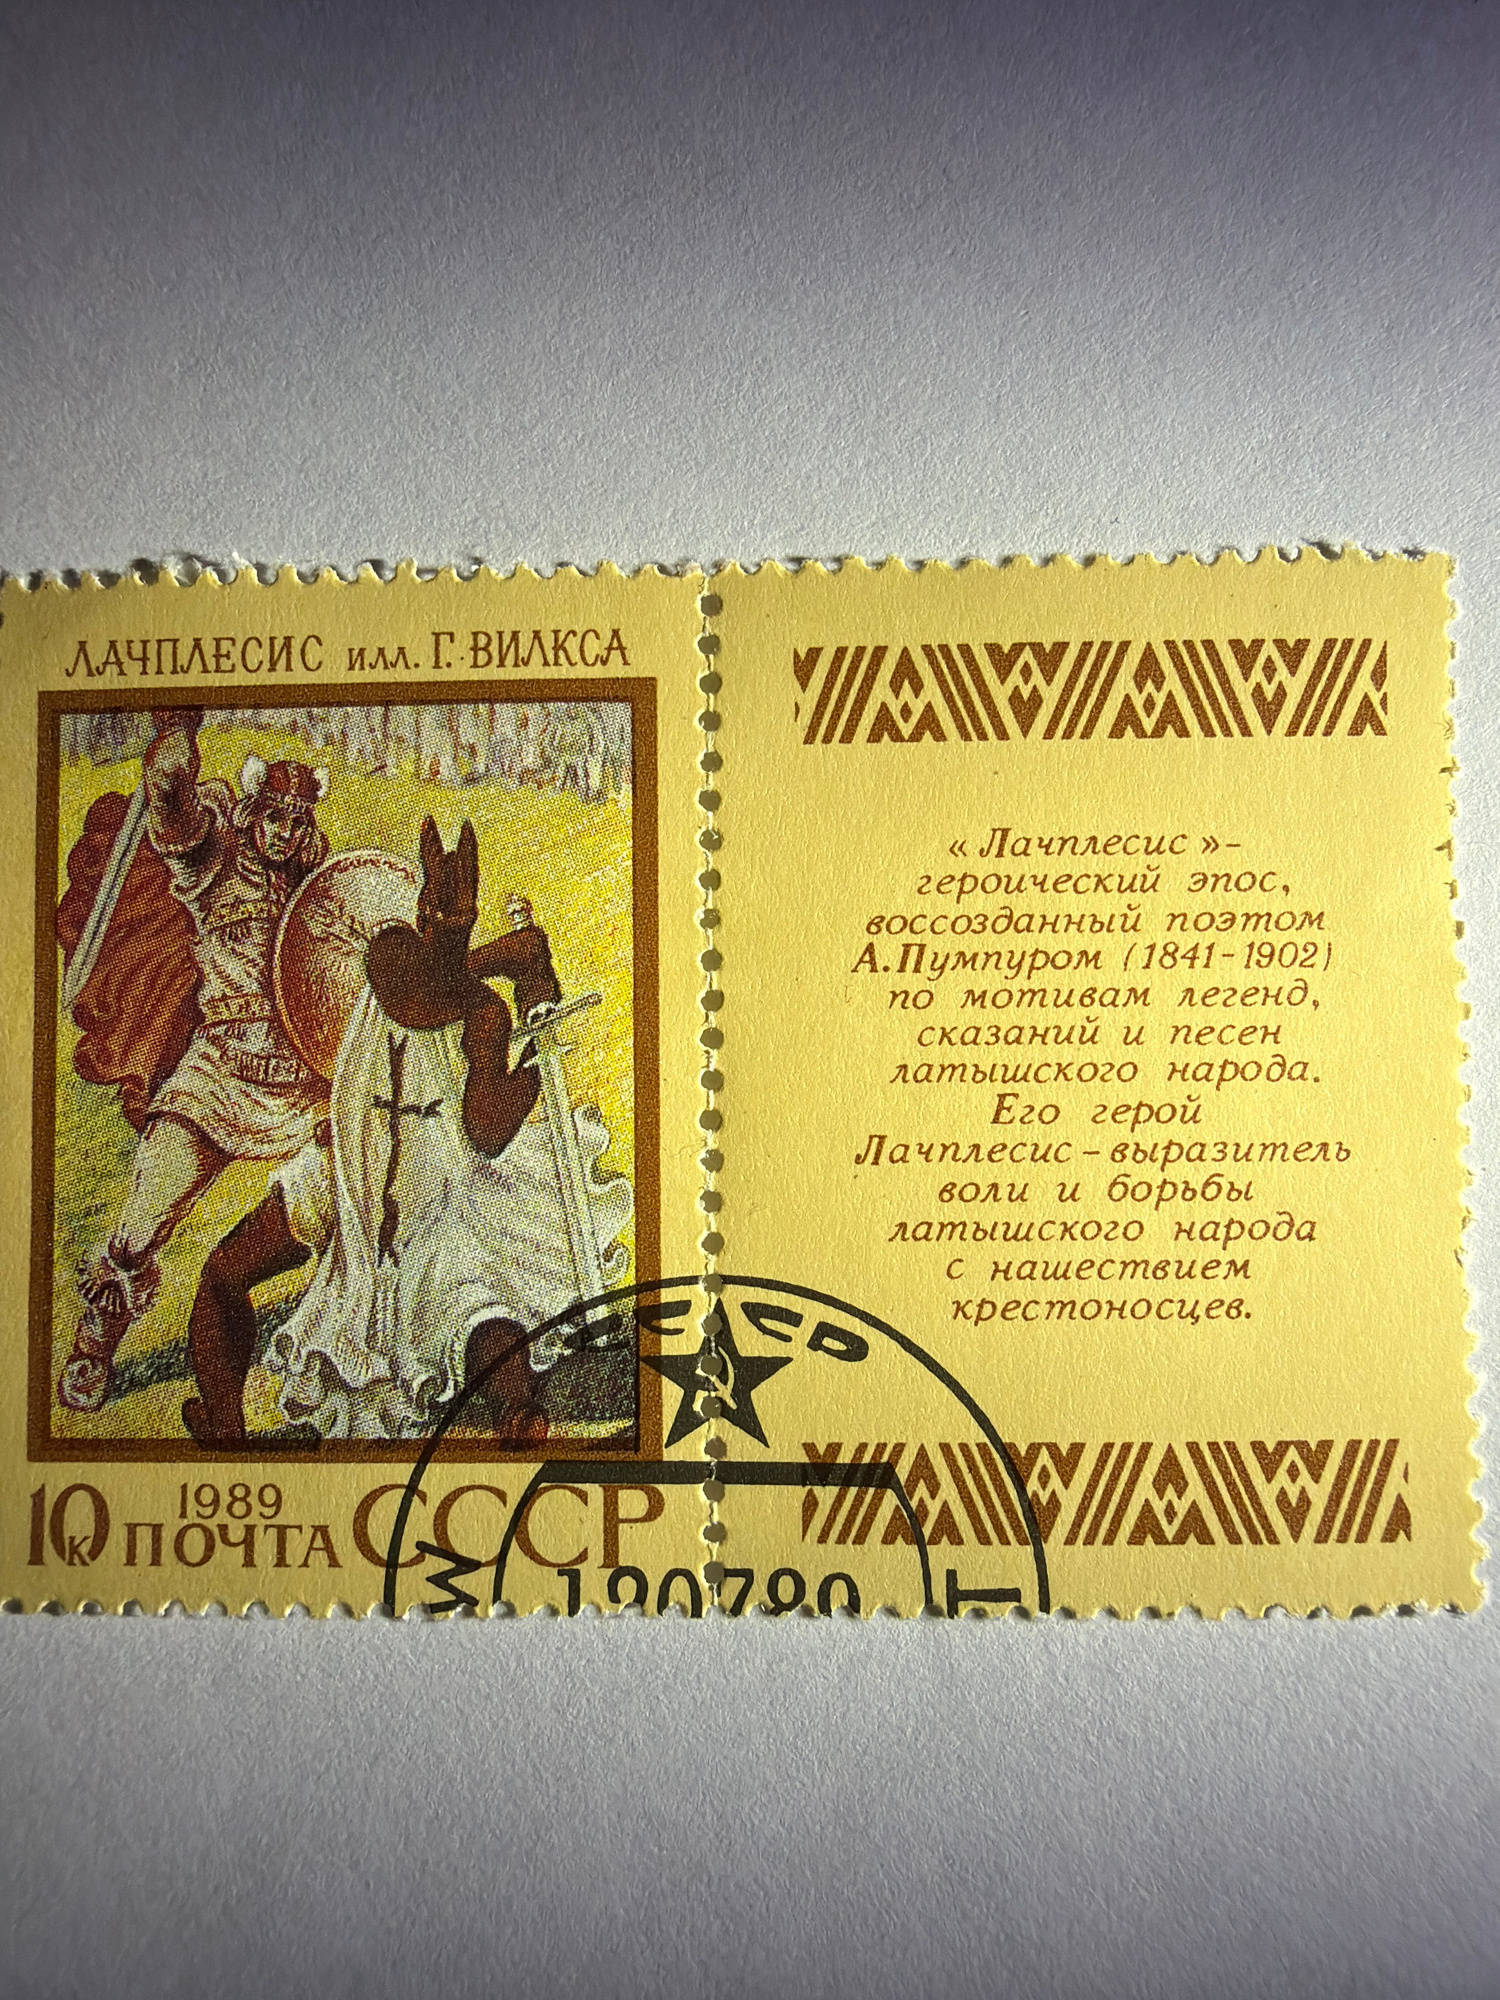 ЛАЧПЛЕСИС илл. Г. ВИЛКСА
10к 1989
ПОЧТА СССР
« Лачплесис » -
героический эпос,
воссозданный поэтом
А. Пумпуром (1841-1902)
по мотивам легенд,
сказаний и песен
латышского народа.
Его герой
Лачплесис - выразитель
воли и борьбы
латышского народа
с нашествием
крестоносцев.